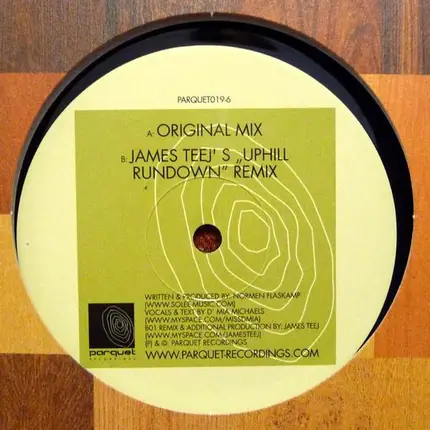 PARQUET019-6
A: ORIGINAL MIX
B: JAMES TEEJ' S „UPHILL
RUNDOWN" REMIX
WRITTEN & PRODUCED BY: NORMEN FLASKAMP
(WWW.SOLEE-MUSIC.COM)
VOCALS & TEXT BY D' MIA MICHAELS
(WWW.MYSPACE.COM/MISSDMIA)
B01 REMIX & ADDITIONAL PRODUCTION BY: JAMES TEEJ
(WWW.MYSPACE.COM/JAMESTEEJ)
(P) & ©: PARQUET RECORDINGS
WWW.PARQUET-RECORDINGS.COM
parquet
RECORDINGS